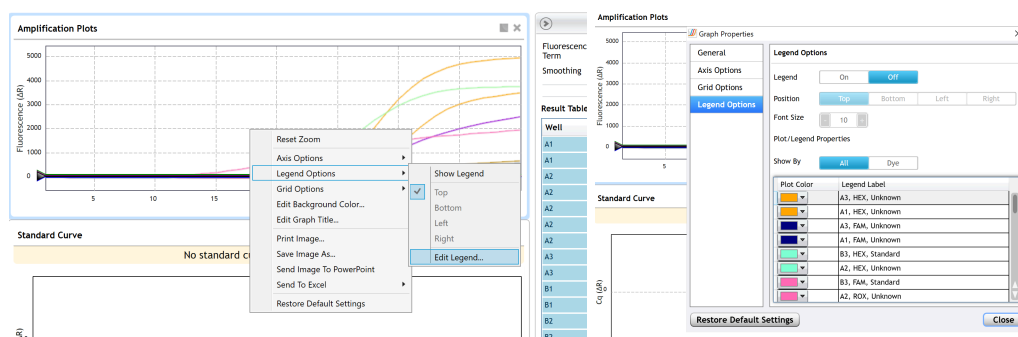 Amplification Plots
5000
4000
3000
2000
1000
0
Fluorescence (ΔR)
5
10
15
Reset Zoom
Axis Options
Legend Options
Grid Options
Edit Background Color...
Edit Graph Title...
Print Image...
Save Image As...
Send Image To PowerPoint
Send To Excel
Restore Default Settings
Show Legend
Top
Bottom
Left
Right
Edit Legend...
Standard Curve
No standard cu
R)
Fluorescenc
Term
Smoothing
Result Table
Well
A1
A1
A2
A2
A2
A2
A2
A3
A3
B1
B1
B2
B2
Amplification Plots
5000
4000
3000
2000
1000
0
Fluorescence (ΔR)
5
Standard Curve
Cq (ΔR)
0
Graph Properties
General
Axis Options
Grid Options
Legend Options
Legend Options
Legend On Off
Position Top Bottom Left Right
Font Size 10
Plot/Legend Properties
Show By All Dye
Plot Color Legend Label
A3, HEX, Unknown
A1, HEX, Unknown
A3, FAM, Unknown
A1, FAM, Unknown
B3, HEX, Standard
A2, HEX, Unknown
B3, FAM, Standard
A2, ROX, Unknown
Restore Default Settings Close